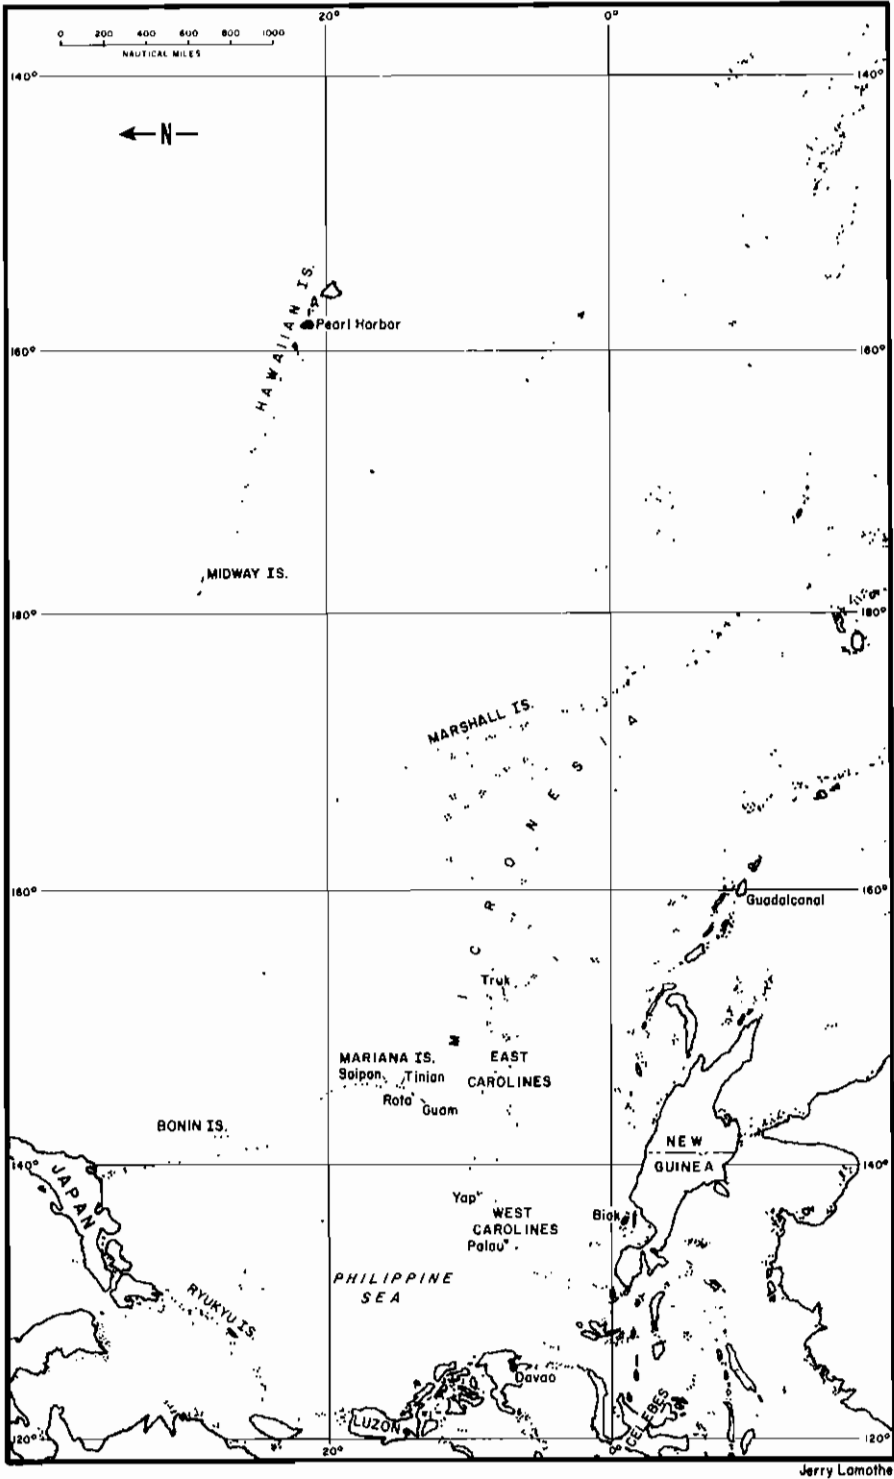 20°
0°
0 200 400 600 800 1000
NAUTICAL MILES
140°
140°
N
HAWAIIAN IS.
Pearl Harbor
160°
160°
MIDWAY IS.
180°
180°
MARSHALL IS.
MICRONESIA
160°
160°
Guadalcanal
Truk
MARIANA IS.
EAST
CAROLINES
Saipan
Tinian
Rota
Guam
BONIN IS.
NEW
GUINEA
140°
140°
JAPAN
Yap
WEST
CAROLINES
Biak
Palau
PHILIPPINE
SEA
RYUKYU IS.
Davao
LUZON
CELEBES
120°
20°
0°
120°
Jerry Lamothe